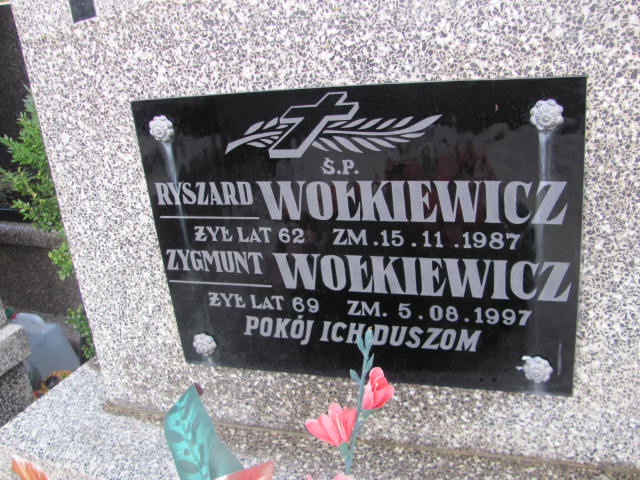 Ś.P.
RYSZARD WOŁKIEWICZ
ŻYŁ LAT 62 ZM.15.11.1987
ZYGMUNT WOŁKIEWICZ
ŻYŁ LAT 69 ZM. 5.08.1997
POKÓJ ICH DUSZOM